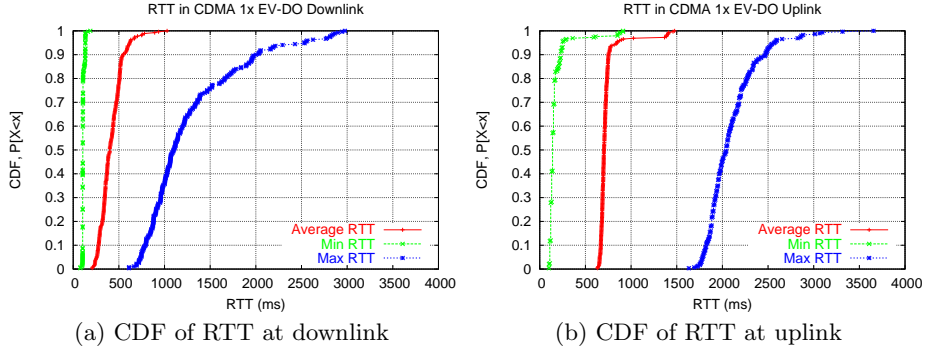 RTT in CDMA 1x EV-DO Downlink
CDF, P[X<x]
1
0.9
0.8
0.7
0.6
0.5
0.4
0.3
0.2
0.1
0
Average RTT
Min RTT
Max RTT
0 500 1000 1500 2000 2500 3000 3500 4000
RTT (ms)
(a) CDF of RTT at downlink
RTT in CDMA 1x EV-DO Uplink
CDF, P[X<x]
1
0.9
0.8
0.7
0.6
0.5
0.4
0.3
0.2
0.1
0
Average RTT
Min RTT
Max RTT
0 500 1000 1500 2000 2500 3000 3500 4000
RTT (ms)
(b) CDF of RTT at uplink